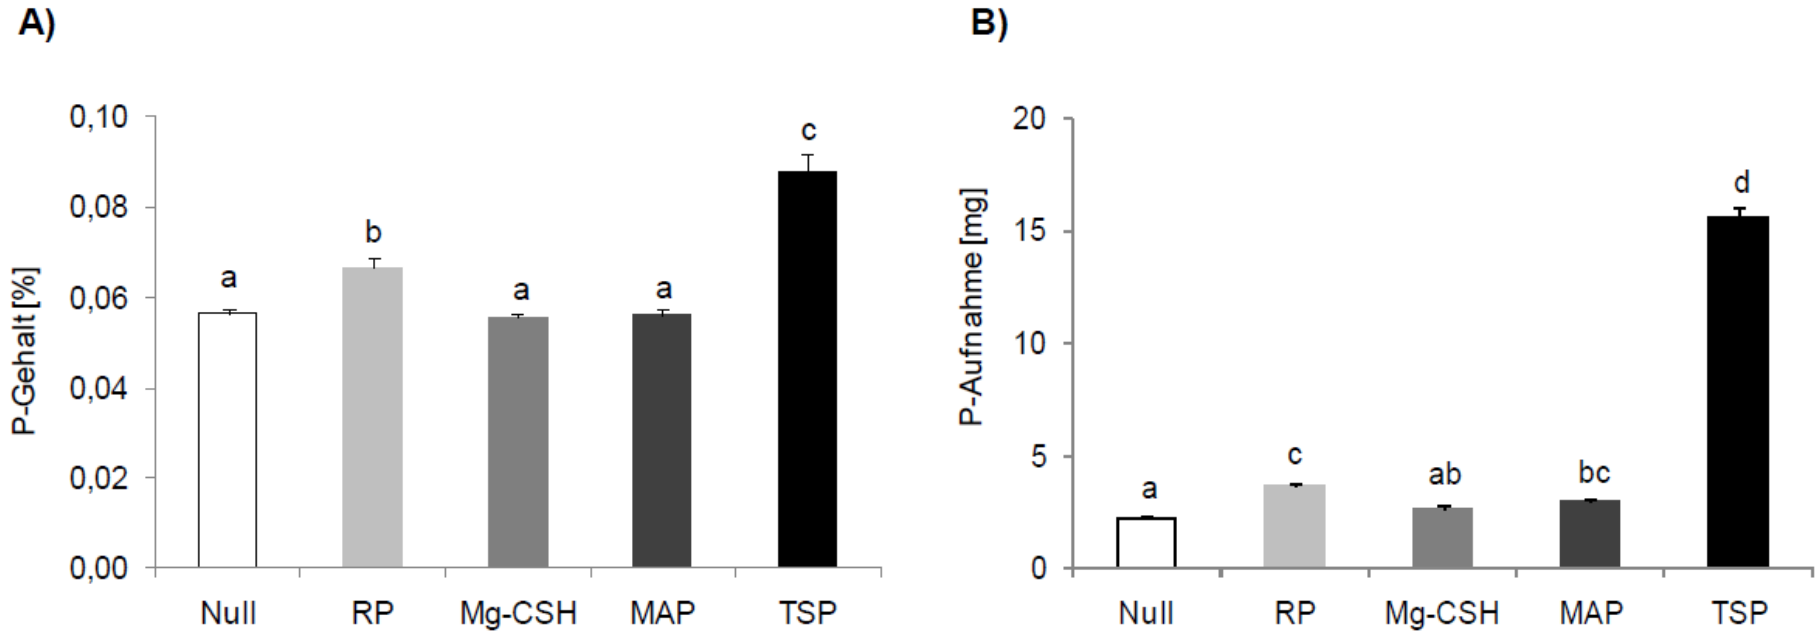 A)
P-Gehalt [%]
0,10
0,08
0,06
0,04
0,02
0,00
a
b
a
a
c
Null RP Mg-CSH MAP TSP
B)
P-Aufnahme [mg]
20
15
10
5
0
a
c
ab
bc
d
Null RP Mg-CSH MAP TSP